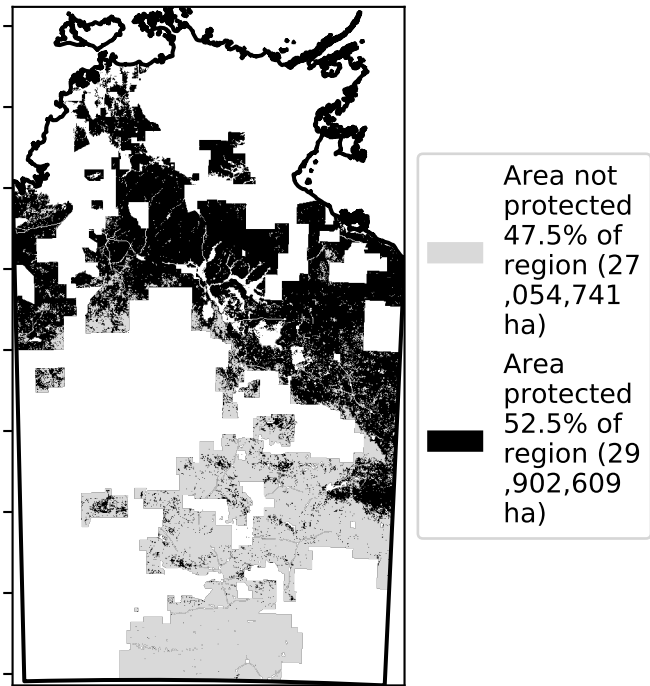 Area not
protected
47.5% of
region (27
,054,741
ha)
Area
protected
52.5% of
region (29
,902,609
ha)